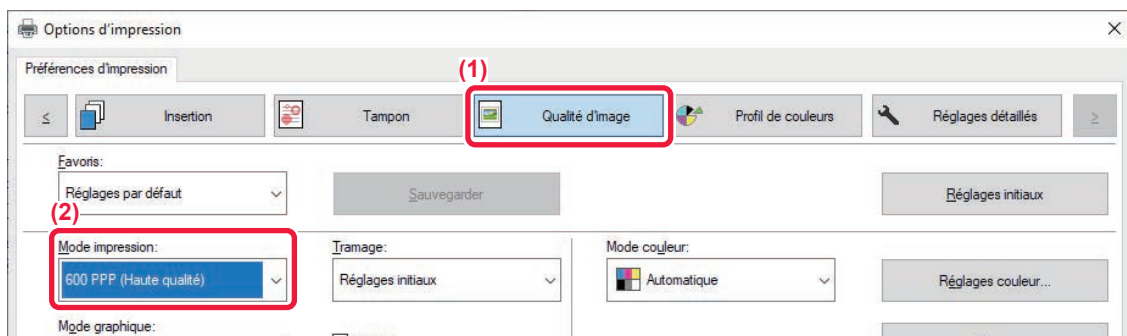 Options d'impression
Préférences d'impression
(1)
< Insertion Tampon Qualité d'image Profil de couleurs Réglages détaillés >
Favoris:
Réglages par défaut Sauvegarder Réglages initiaux
(2)
Mode impression: Tramage: Mode couleur:
600 PPP (Haute qualité) Réglages initiaux Automatique Réglages couleur...
Mode graphique: